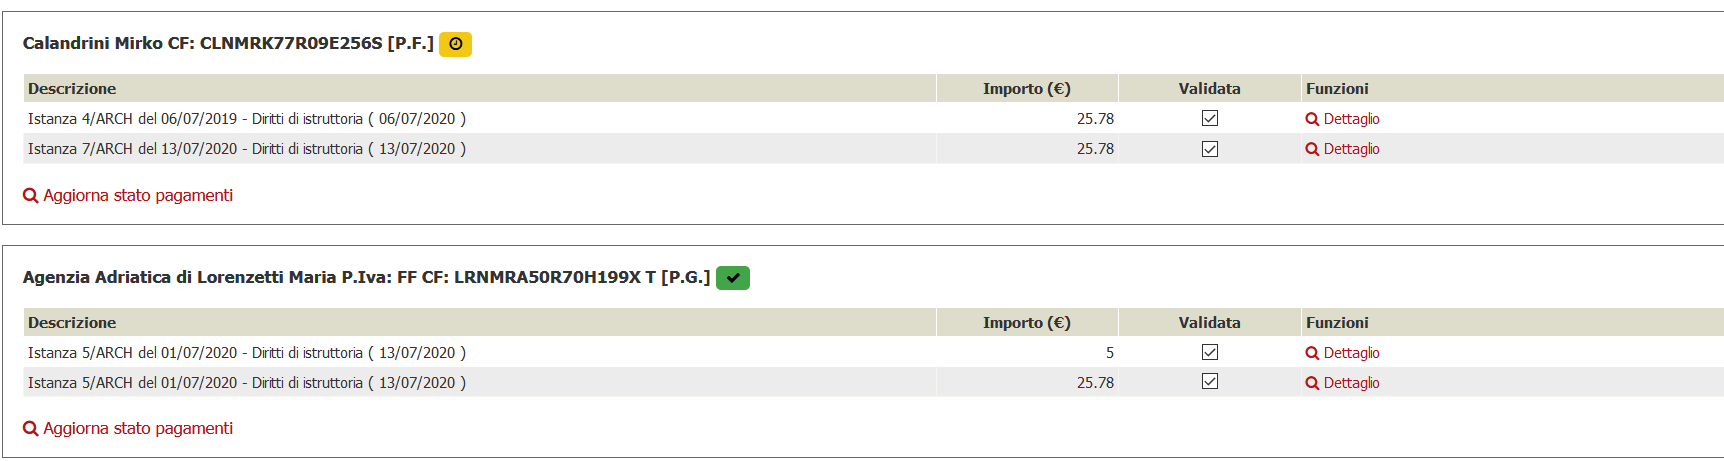 Calandrini Mirko CF: CLNMRK77R09E256S [P.F.]
Descrizione Importo (€) Validata Funzioni
Istanza 4/ARCH del 06/07/2019 - Diritti di istruttoria ( 06/07/2020 ) 25.78 Dettaglio
Istanza 7/ARCH del 13/07/2020 - Diritti di istruttoria ( 13/07/2020 ) 25.78 Dettaglio
Aggiorna stato pagamenti
Agenzia Adriatica di Lorenzetti Maria P.Iva: FF CF: LRNMRA50R70H199X T [P.G.]
Descrizione Importo (€) Validata Funzioni
Istanza 5/ARCH del 01/07/2020 - Diritti di istruttoria ( 13/07/2020 ) 5 Dettaglio
Istanza 5/ARCH del 01/07/2020 - Diritti di istruttoria ( 13/07/2020 ) 25.78 Dettaglio
Aggiorna stato pagamenti